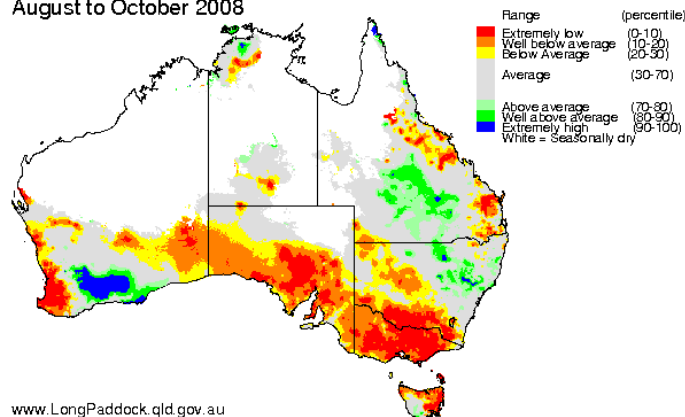 August to October 2008
Range (percentile)
Extremely low (0-10)
Well below average (10-20)
Below Average (20-30)
Average (30-70)
Above average (70-80)
Well above average (80-90)
Extremely high (90-100)
White = Seasonally dry
www.LongPaddock.qld.gov.au